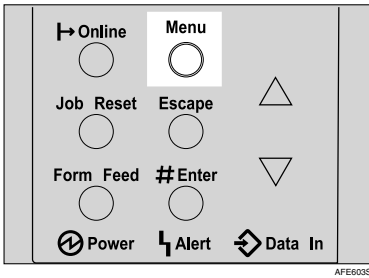 Online Menu
Job Reset Escape
Form Feed # Enter
Power Alert Data In
AFE603S